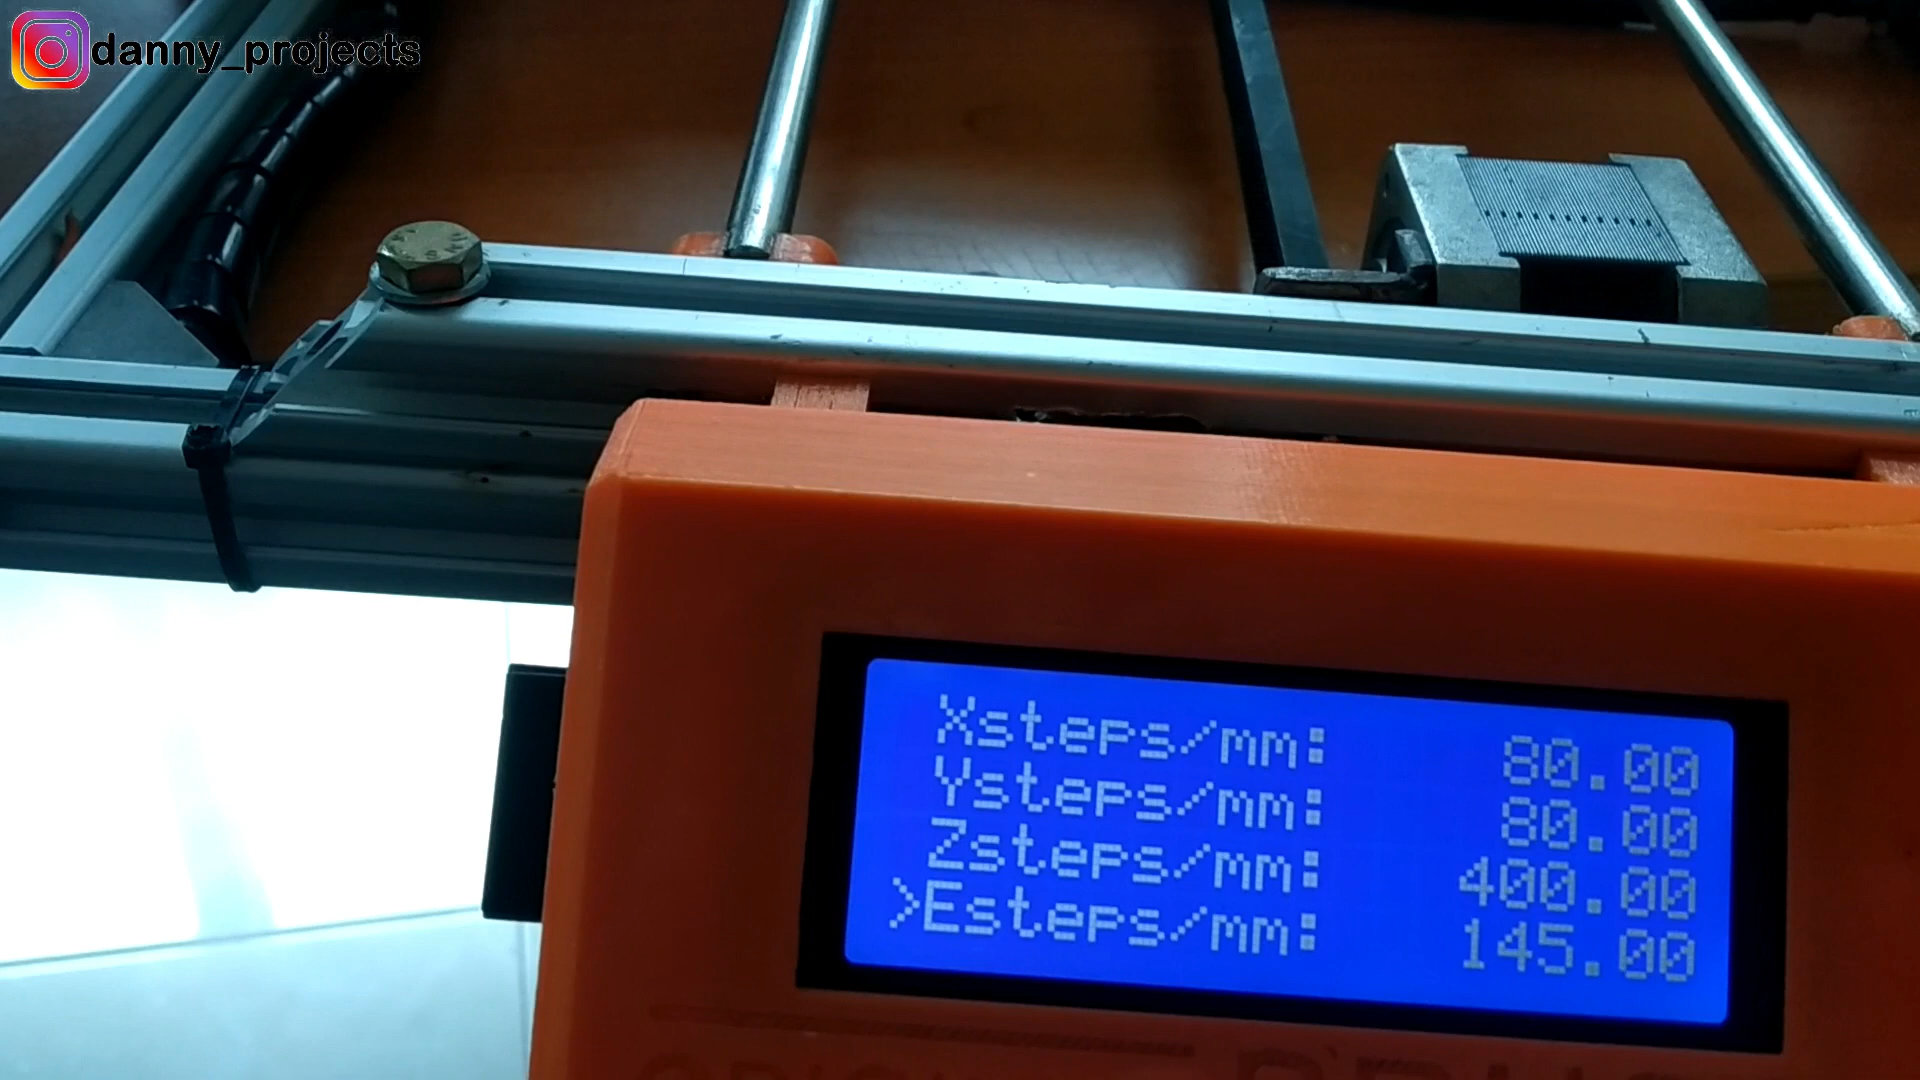 danny_projects
Xsteps/mm: 80.00
Ysteps/mm: 80.00
Zsteps/mm: 400.00
>Esteps/mm: 145.00